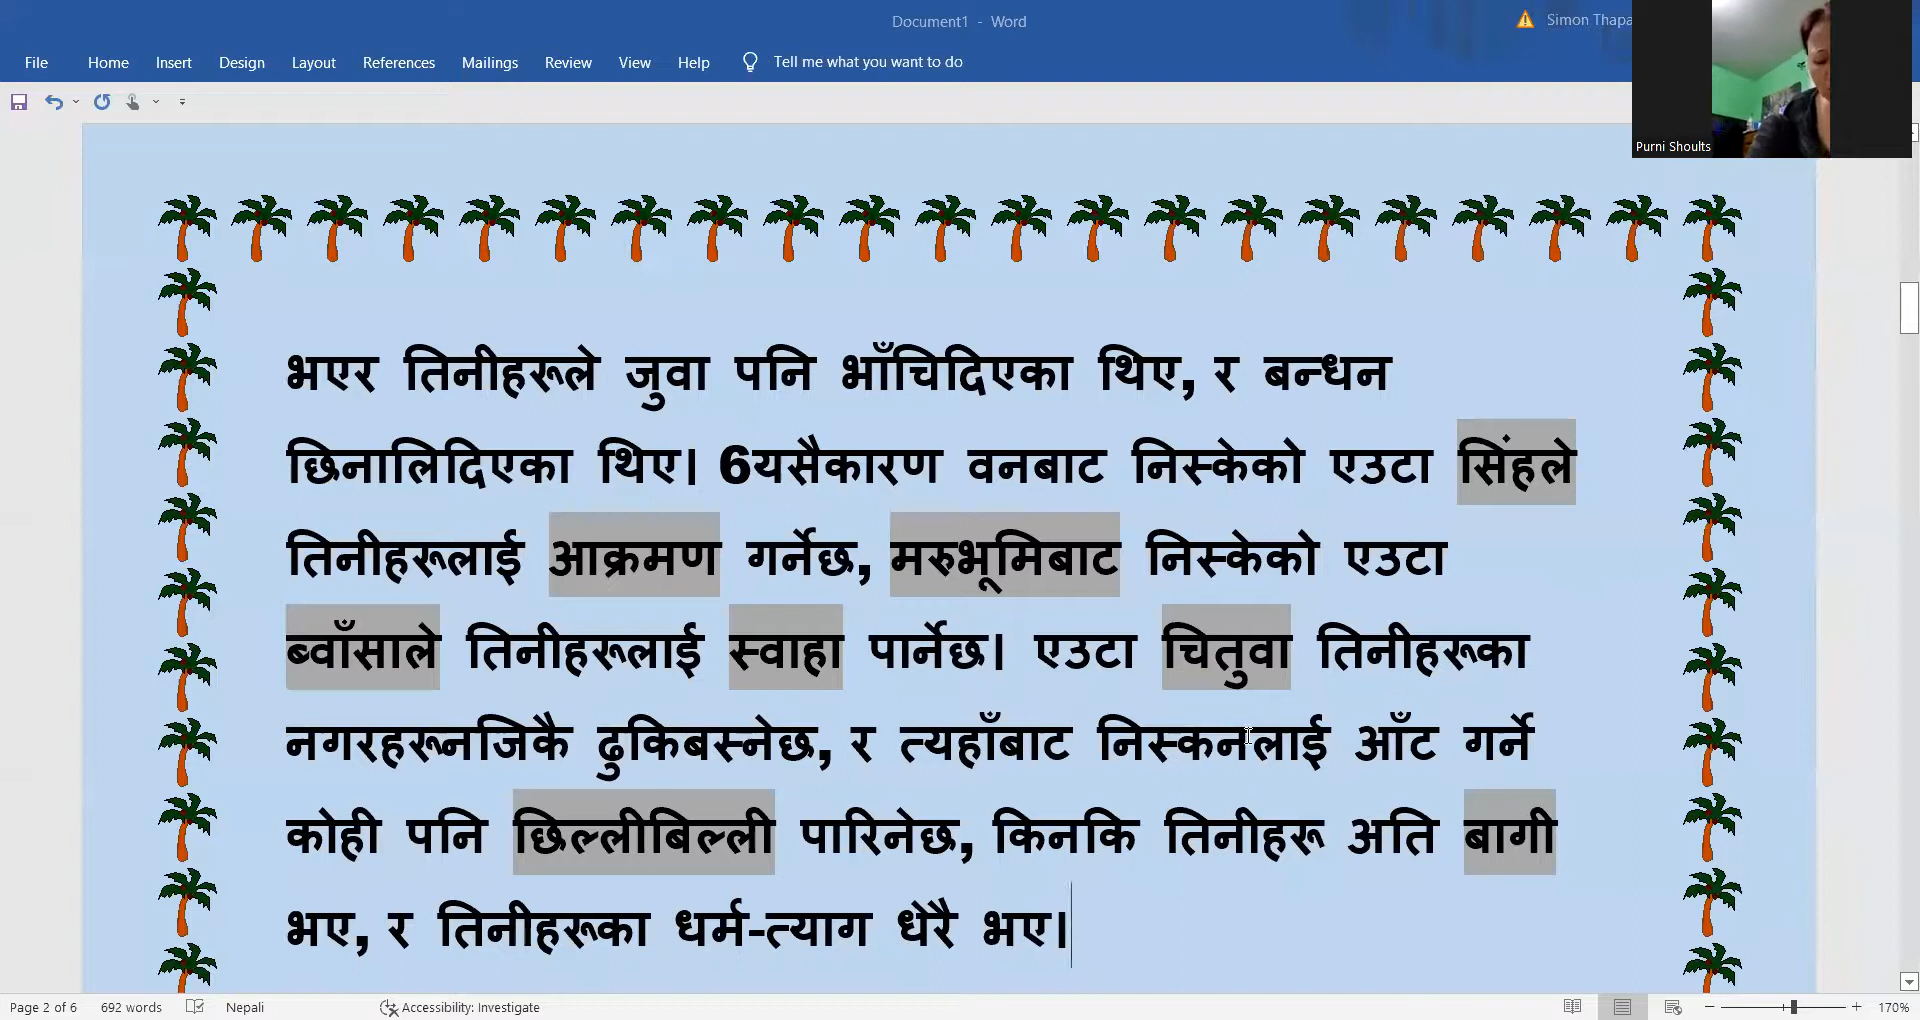 Document1 - Word
Simon Thapa
File Home Insert Design Layout References Mailings Review View Help Tell me what you want to do
Purni Shoults
भएर तिनीहरूले जुवा पनि भाँचिदिएका थिए, र बन्धन
छिनालिदिएका थिए। 6यसैकारण वनबाट निस्केको एउटा सिंहले
तिनीहरूलाई आक्रमण गर्नेछ, मरुभूमिबाट निस्केको एउटा
ब्वाँसाले तिनीहरूलाई स्वाहा पार्नेछ। एउटा चितुवा तिनीहरूका
नगरहरूनजिकै ढुकिबस्नेछ, र त्यहाँबाट निस्कनलाई आँट गर्ने
कोही पनि छिल्लीबिल्ली पारिनेछ, किनकि तिनीहरू अति बागी
भए, र तिनीहरूका धर्म-त्याग धेरै भए।
Page 2 of 6 692 words Nepali Accessibility: Investigate 170%